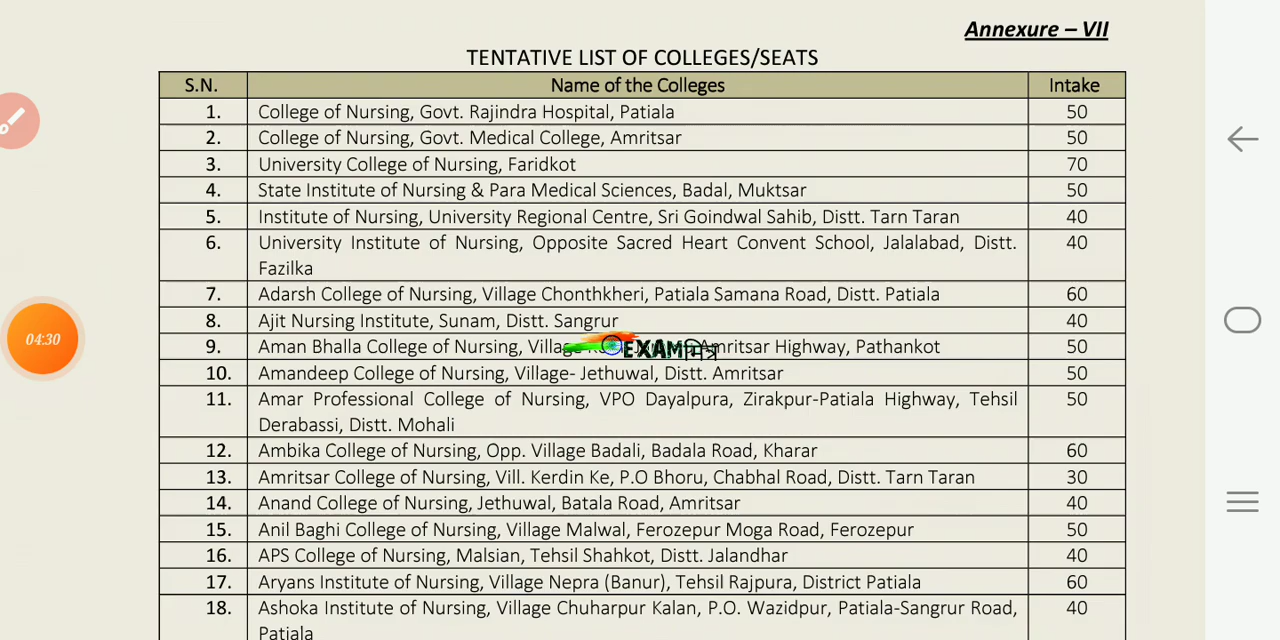 Annexure – VII
TENTATIVE LIST OF COLLEGES/SEATS
S.N. Name of the Colleges Intake
1. College of Nursing, Govt. Rajindra Hospital, Patiala 50
2. College of Nursing, Govt. Medical College, Amritsar 50
3. University College of Nursing, Faridkot 70
4. State Institute of Nursing & Para Medical Sciences, Badal, Muktsar 50
5. Institute of Nursing, University Regional Centre, Sri Goindwal Sahib, Distt. Tarn Taran 40
6. University Institute of Nursing, Opposite Sacred Heart Convent School, Jalalabad, Distt. 40
Fazilka
7. Adarsh College of Nursing, Village Chonthkheri, Patiala Samana Road, Distt. Patiala 60
04:30
8. Ajit Nursing Institute, Sunam, Distt. Sangrur 40
9. Aman Bhalla College of Nursing, Village Amritsar Highway, Pathankot 50
EXAMमित्र
10. Amandeep College of Nursing, Village- Jethuwal, Distt. Amritsar 50
11. Amar Professional College of Nursing, VPO Dayalpura, Zirakpur-Patiala Highway, Tehsil 50
Derabassi, Distt. Mohali
12. Ambika College of Nursing, Opp. Village Badali, Badala Road, Kharar 60
13. Amritsar College of Nursing, Vill. Kerdin Ke, P.O Bhoru, Chabhal Road, Distt. Tarn Taran 30
14. Anand College of Nursing, Jethuwal, Batala Road, Amritsar 40
15. Anil Baghi College of Nursing, Village Malwal, Ferozepur Moga Road, Ferozepur 50
16. APS College of Nursing, Malsian, Tehsil Shahkot, Distt. Jalandhar 40
17. Aryans Institute of Nursing, Village Nepra (Banur), Tehsil Rajpura, District Patiala 60
18. Ashoka Institute of Nursing, Village Chuharpur Kalan, P.O. Wazidpur, Patiala-Sangrur Road, 40
Patiala